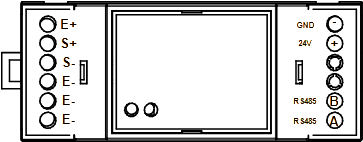 E+
S+
S-
E-
E-
E-
GND -
24V +
RS485 B
RS485 A